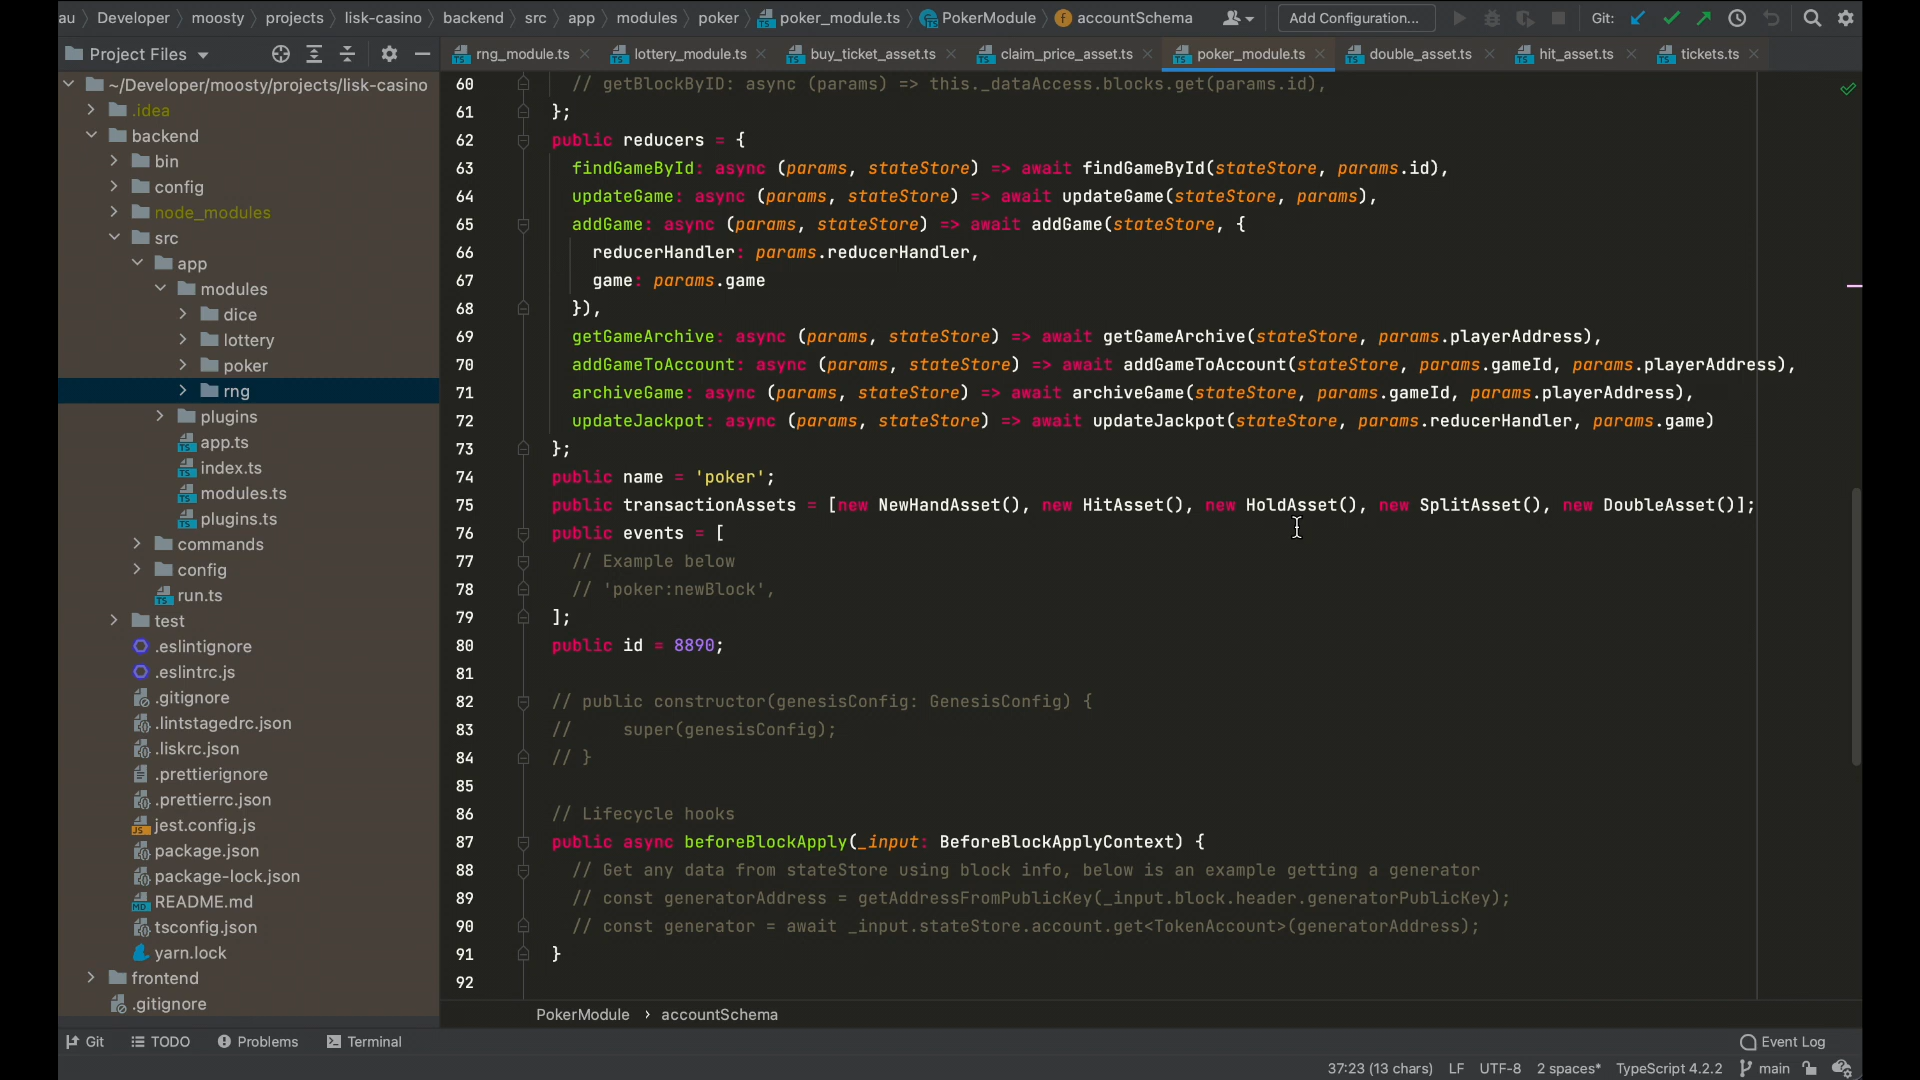 au Developer moosty projects lisk-casino backend src app modules poker poker_module.ts PokerModule accountSchema Add Configuration... Git:
Project Files rng_module.ts lottery_module.ts buy_ticket_asset.ts claim_price_asset.ts poker_module.ts double_asset.ts hit_asset.ts tickets.ts
~/Developer/moosty/projects/lisk-casino
.idea
backend
bin
config
node_modules
src
app
modules
dice
lottery
poker
rng
plugins
app.ts
index.ts
modules.ts
plugins.ts
commands
config
run.ts
test
.eslintignore
.eslintrc.js
.gitignore
.lintstagedrc.json
.liskrc.json
.prettierignore
.prettierrc.json
jest.config.js
package.json
package-lock.json
README.md
tsconfig.json
yarn.lock
frontend
.gitignore
60 // getBlockByID: async (params) => this._dataAccess.blocks.get(params.id),
61 };
62 public reducers = {
63 findGameById: async (params, stateStore) => await findGameById(stateStore, params.id),
64 updateGame: async (params, stateStore) => await updateGame(stateStore, params),
65 addGame: async (params, stateStore) => await addGame(stateStore, {
66 reducerHandler: params.reducerHandler,
67 game: params.game
68 }),
69 getGameArchive: async (params, stateStore) => await getGameArchive(stateStore, params.playerAddress),
70 addGameToAccount: async (params, stateStore) => await addGameToAccount(stateStore, params.gameId, params.playerAddress),
71 archiveGame: async (params, stateStore) => await archiveGame(stateStore, params.gameId, params.playerAddress),
72 updateJackpot: async (params, stateStore) => await updateJackpot(stateStore, params.reducerHandler, params.game)
73 };
74 public name = 'poker';
75 public transactionAssets = [new NewHandAsset(), new HitAsset(), new HoldAsset(), new SplitAsset(), new DoubleAsset()];
76 public events = [
77 // Example below
78 // 'poker:newBlock',
79 ];
80 public id = 8890;
81
82 // public constructor(genesisConfig: GenesisConfig) {
83 // super(genesisConfig);
84 // }
85
86 // Lifecycle hooks
87 public async beforeBlockApply(_input: BeforeBlockApplyContext) {
88 // Get any data from stateStore using block info, below is an example getting a generator
89 // const generatorAddress = getAddressFromPublicKey(_input.block.header.generatorPublicKey);
90 // const generator = await _input.stateStore.account.get<TokenAccount>(generatorAddress);
91 }
92
PokerModule › accountSchema
Git TODO Problems Terminal Event Log
37:23 (13 chars) LF UTF-8 2 spaces* TypeScript 4.2.2 main